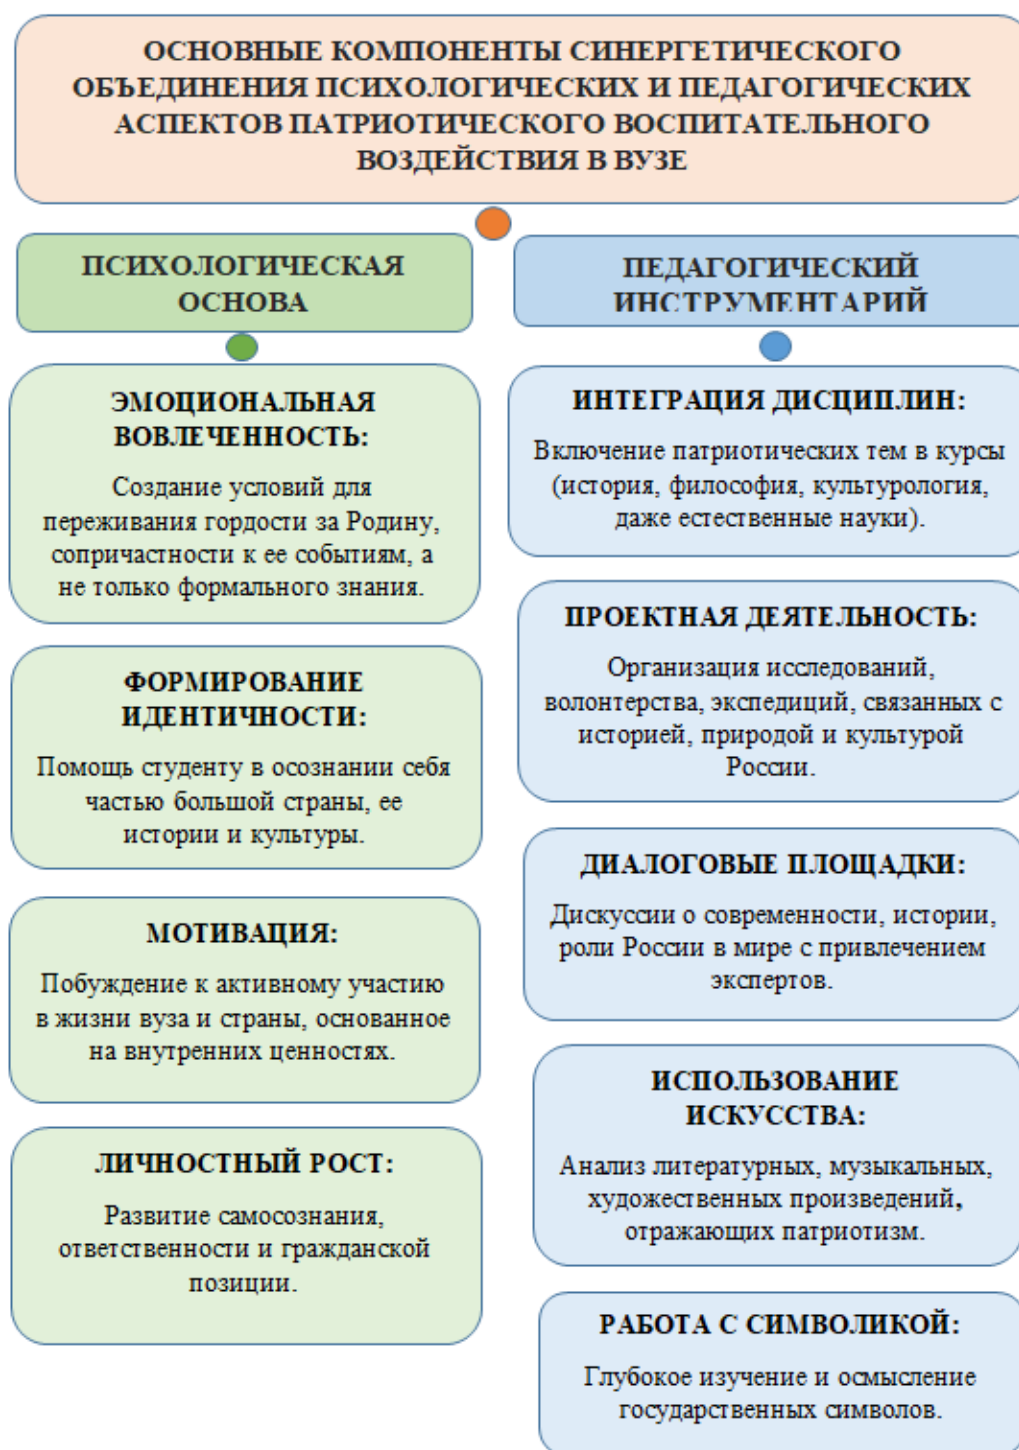 ОСНОВНЫЕ КОМПОНЕНТЫ СИНЕРГЕТИЧЕСКОГО
ОБЪЕДИНЕНИЯ ПСИХОЛОГИЧЕСКИХ И ПЕДАГОГИЧЕСКИХ
АСПЕКТОВ ПАТРИОТИЧЕСКОГО ВОСПИТАТЕЛЬНОГО
ВОЗДЕЙСТВИЯ В ВУЗЕ
ПСИХОЛОГИЧЕСКАЯ
ОСНОВА
ЭМОЦИОНАЛЬНАЯ
ВОВЛЕЧЕННОСТЬ:
Создание условий для
переживания гордости за Родину,
сопричастности к ее событиям, а
не только формального знания.
ФОРМИРОВАНИЕ
ИДЕНТИЧНОСТИ:
Помощь студенту в осознании себя
частью большой страны, ее
истории и культуры.
МОТИВАЦИЯ:
Побуждение к активному участию
в жизни вуза и страны, основанное
на внутренних ценностях.
ЛИЧНОСТНЫЙ РОСТ:
Развитие самосознания,
ответственности и гражданской
позиции.
ПЕДАГОГИЧЕСКИЙ
ИНСТРУМЕНТАРИЙ
ИНТЕГРАЦИЯ ДИСЦИПЛИН:
Включение патриотических тем в курсы
(история, философия, культурология,
даже естественные науки).
ПРОЕКТНАЯ ДЕЯТЕЛЬНОСТЬ:
Организация исследований,
волонтерства, экспедиций, связанных с
историей, природой и культурой
России.
ДИАЛОГОВЫЕ ПЛОЩАДКИ:
Дискуссии о современности, истории,
роли России в мире с привлечением
экспертов.
ИСПОЛЬЗОВАНИЕ
ИСКУССТВА:
Анализ литературных, музыкальных,
художественных произведений,
отражающих патриотизм.
РАБОТА С СИМВОЛИКОЙ:
Глубокое изучение и осмысление
государственных символов.